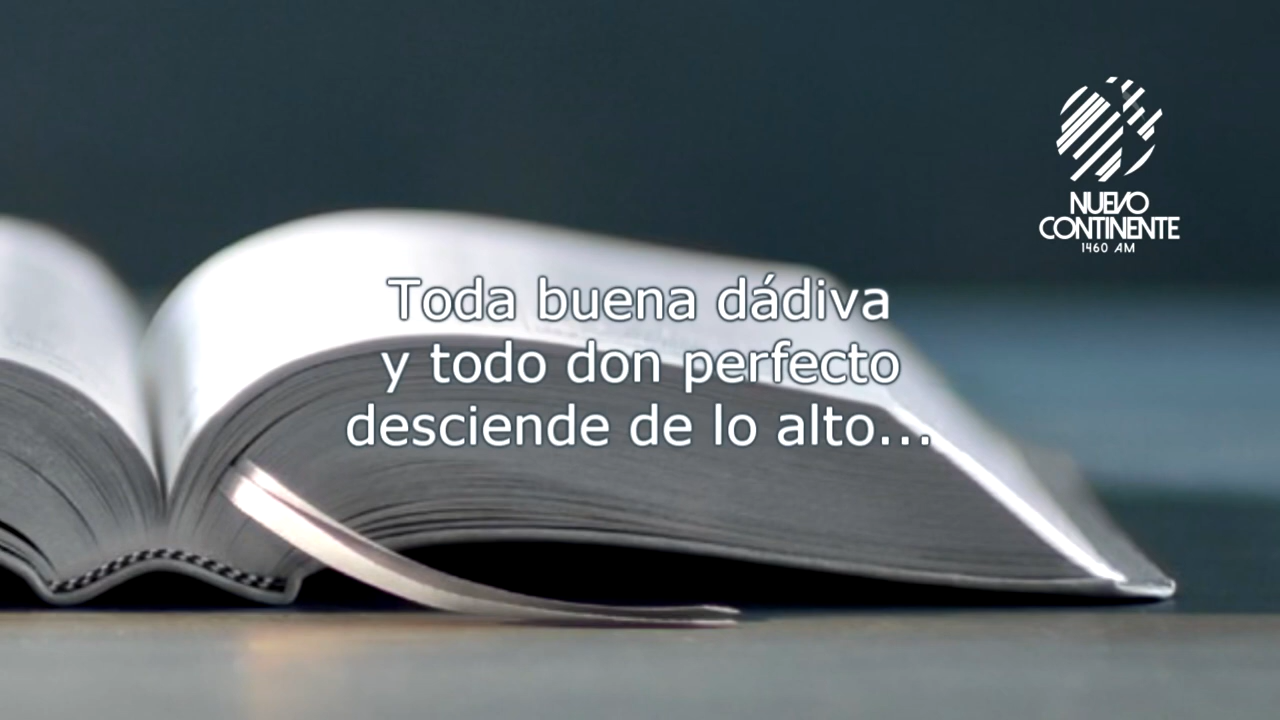 NUEVO
CONTINENTE
1460 AM
Toda buena dádiva
y todo don perfecto
desciende de lo alto...